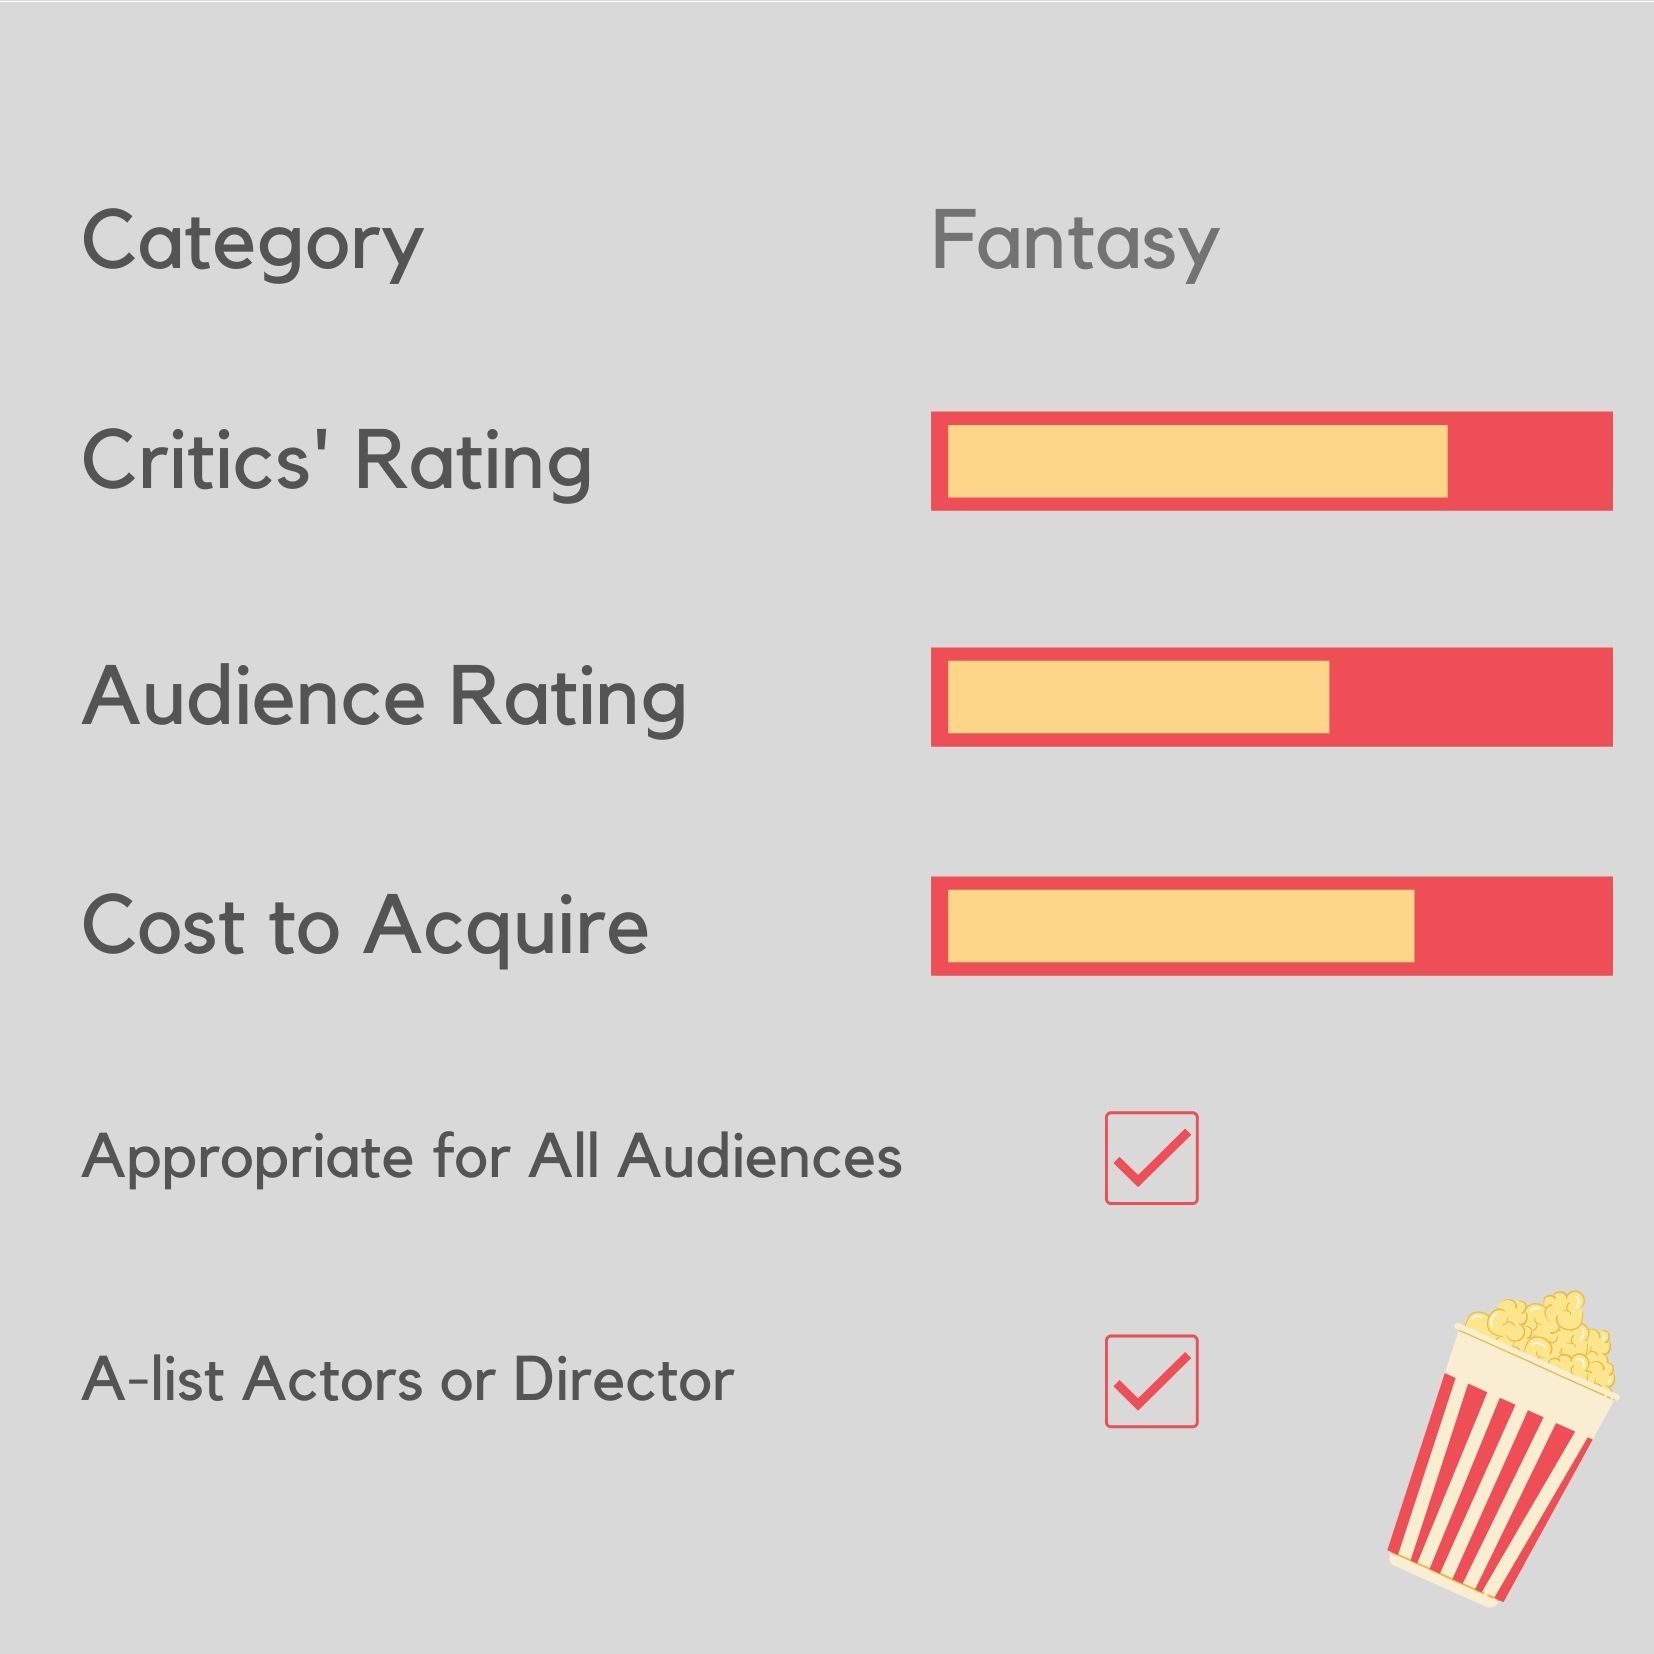 Category Fantasy
Critics' Rating
Audience Rating
Cost to Acquire
Appropriate for All Audiences
A-list Actors or Director